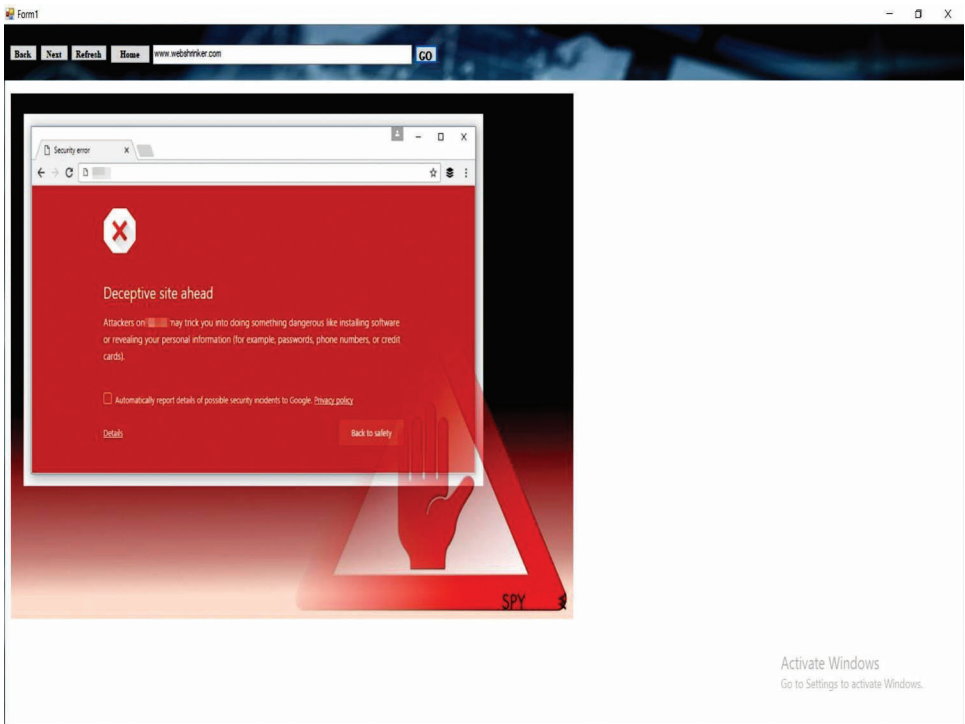 Form1
Back Next Refresh Home www.webshrinker.com GO
Security error
Deceptive site ahead
Attackers on may trick you into doing something dangerous like installing software
or revealing your personal information (for example, passwords, phone numbers, or credit
cards).
Automatically report details of possible security incidents to Google. Privacy policy
Details Back to safety
SPY
Activate Windows
Go to Settings to activate Windows.